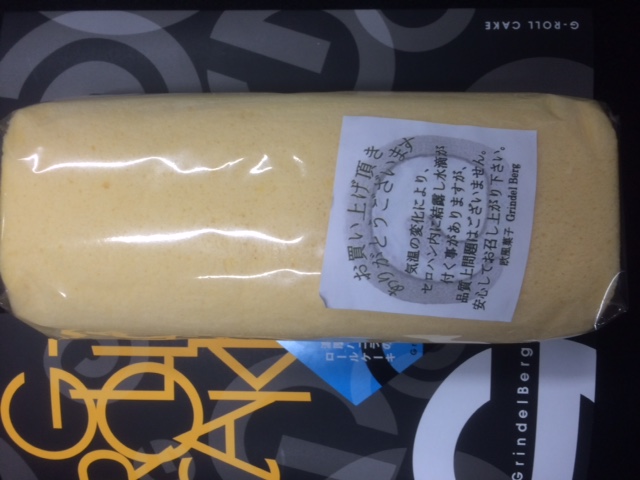 G-ROLL CAKE
お買い上げ頂き
ありがとうございます
気温の変化により、
セロハン内に結露し水滴が
付く事がありますが、
品質上問題はございません。
安心してお召し上がり下さい。
欧風菓子 Grindel Berg
ロールケーキ
G-
ROLL
CAKE
GrindelBerg